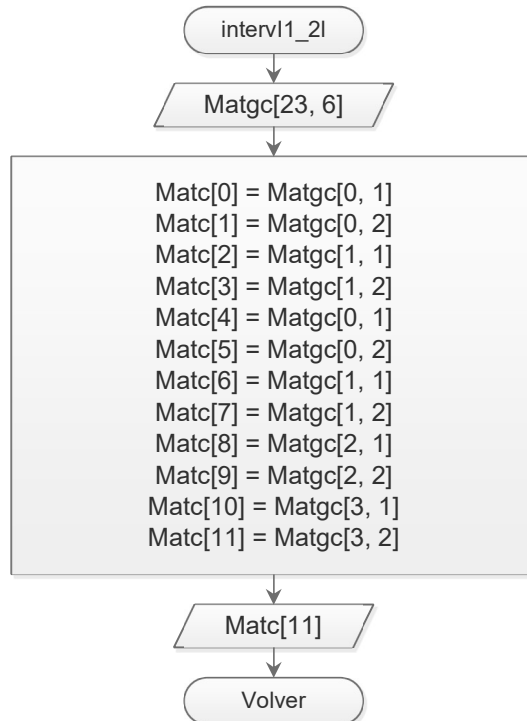 intervI1_2I
Matgc[23, 6]
Matc[0] = Matgc[0, 1]
Matc[1] = Matgc[0, 2]
Matc[2] = Matgc[1, 1]
Matc[3] = Matgc[1, 2]
Matc[4] = Matgc[0, 1]
Matc[5] = Matgc[0, 2]
Matc[6] = Matgc[1, 1]
Matc[7] = Matgc[1, 2]
Matc[8] = Matgc[2, 1]
Matc[9] = Matgc[2, 2]
Matc[10] = Matgc[3, 1]
Matc[11] = Matgc[3, 2]
Matc[11]
Volver